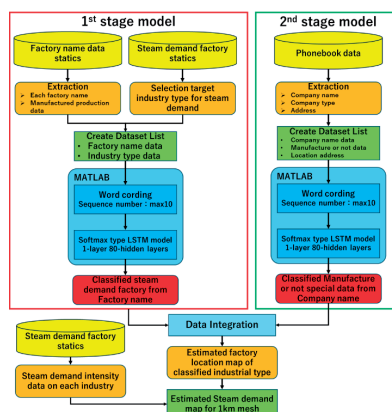 1st stage model
Factory name data
statics
Steam demand factory
statics
Extraction
➢ Each factory name
➢ Manufactured production
data
Selection target
industry type for steam
demand
Create Dataset List
• Factory name data
• Industry type data
MATLAB
Word cording
Sequence number：max10
Softmax type LSTM model
1-layer 80-hidden layers
Classified steam
demand factory from
Factory name
2nd stage model
Phonebook data
Extraction
➢ Company name
➢ Company type
➢ Address
Create Dataset List
• Company name data
• Manufacture or not data
• Location address
MATLAB
Word cording
Sequence number：max10
Softmax type LSTM model
1-layer 80-hidden layers
Classified Manufacture
or not special data from
Company name
Data Integration
Steam demand factory
statics
Estimated factory
location map of
classified industrial type
Steam demand intensity
data on each industry
Estimated Steam demand
map for 1km mesh